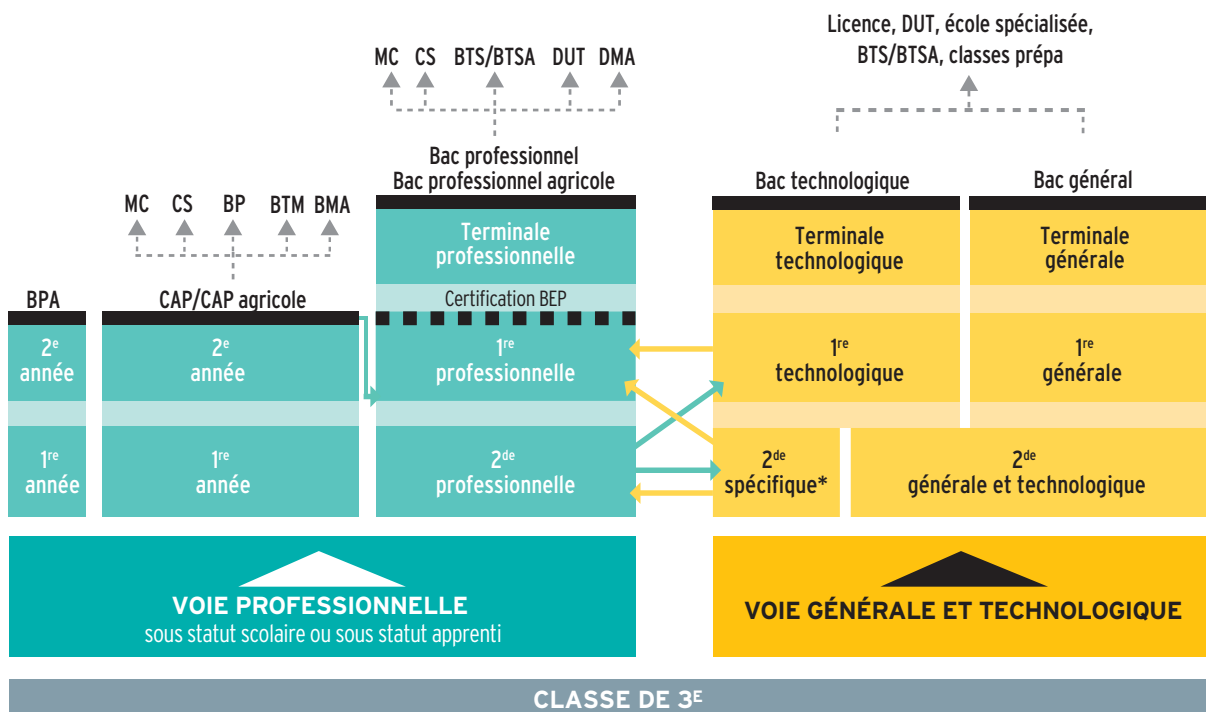 Licence, DUT, école spécialisée,
BTS/BTSA, classes prépa
MC CS BTS/BTSA DUT DMA
Bac professionnel
Bac professionnel agricole
Bac technologique
Bac général
MC CS BP BTM BMA
Terminale
professionnelle
Terminale
technologique
Terminale
générale
BPA
CAP/CAP agricole
Certification BEP
2e
année
2e
année
1re
professionnelle
1re
technologique
1re
générale
1re
année
1re
année
2de
professionnelle
2de
spécifique*
2de
générale et technologique
VOIE PROFESSIONNELLE
sous statut scolaire ou sous statut apprenti
VOIE GÉNÉRALE ET TECHNOLOGIQUE
CLASSE DE 3E